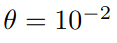 θ = 10⁻²